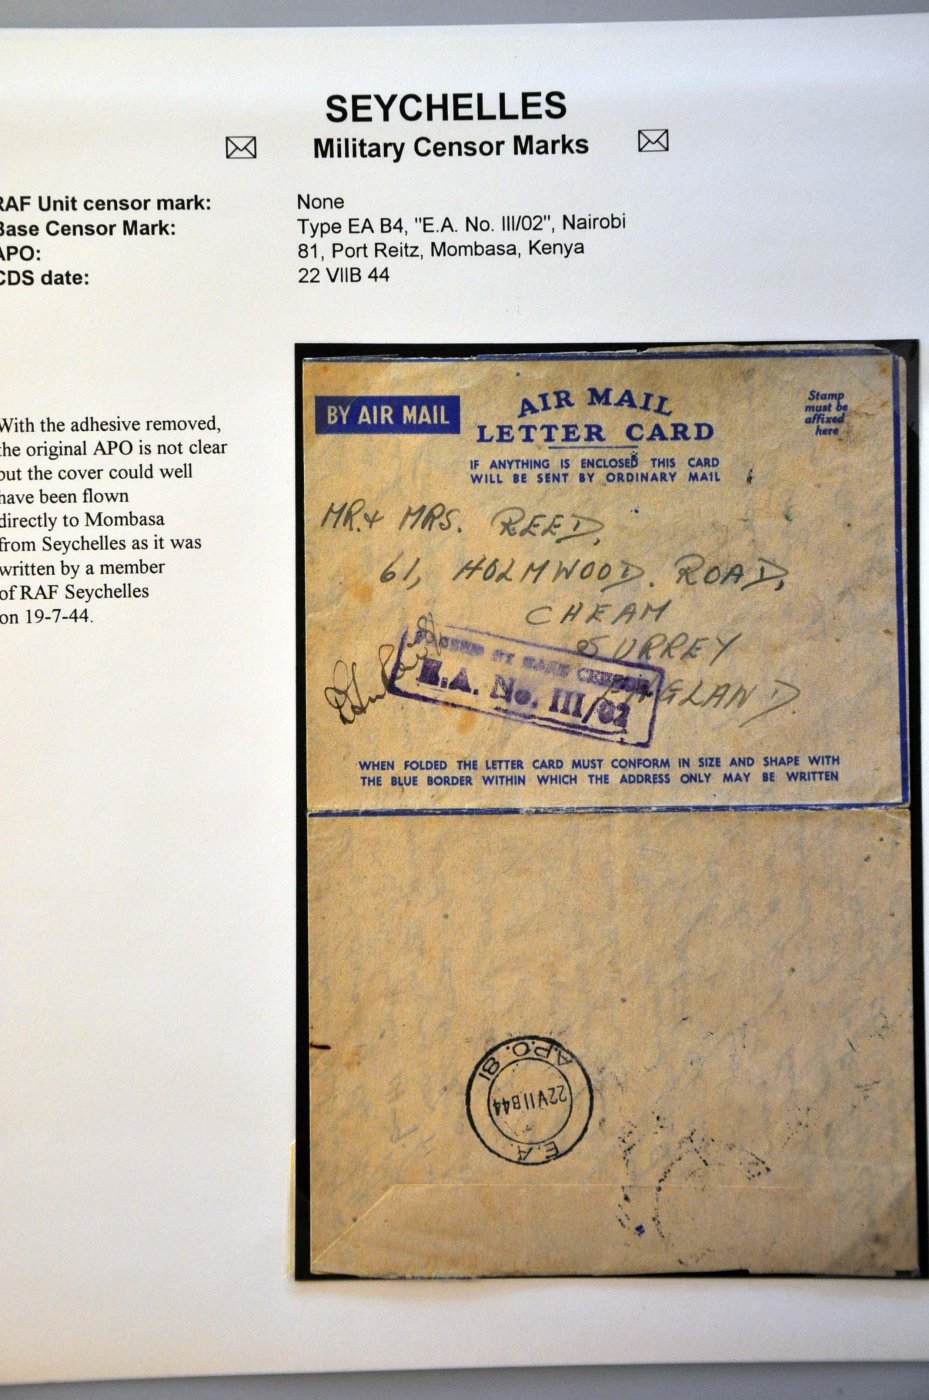 SEYCHELLES
Military Censor Marks
RAF Unit censor mark: None
Base Censor Mark: Type EA B4, "E.A. No. III/02", Nairobi
APO: 81, Port Reitz, Mombasa, Kenya
CDS date: 22 VIIB 44
With the adhesive removed,
the original APO is not clear
but the cover could well
have been flown
directly to Mombasa
from Seychelles as it was
written by a member
of RAF Seychelles
on 19-7-44.
BY AIR MAIL
AIR MAIL
LETTER CARD
Stamp
must be
affixed
here
IF ANYTHING IS ENCLOSED THIS CARD
WILL BE SENT BY ORDINARY MAIL
MR. & MRS. REED,
61, HOLMWOOD. ROAD,
CHEAM
SURREY
ENGLAND.
PASSED BY BASE CENSOR
E.A. No. III/02
WHEN FOLDED THE LETTER CARD MUST CONFORM IN SIZE AND SHAPE WITH
THE BLUE BORDER WITHIN WHICH THE ADDRESS ONLY MAY BE WRITTEN
A.P.O. 81
22VIIB44
E.A.